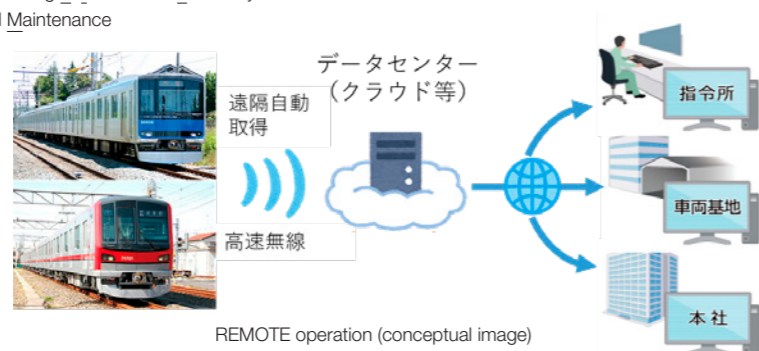 Maintenance
データセンター
（クラウド等）
遠隔自動
取得
高速無線
指令所
車両基地
本社
REMOTE operation (conceptual image)